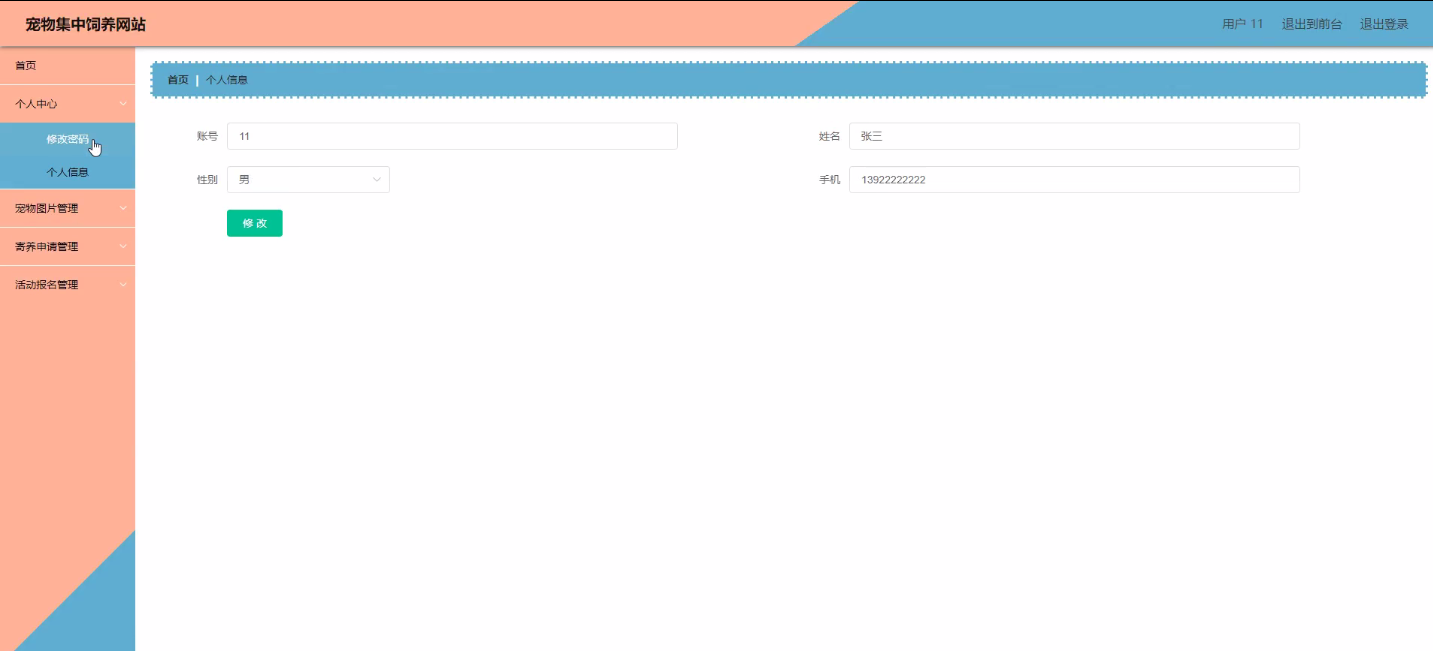 宠物集中饲养网站
用户 11 退出到前台 退出登录
首页
个人中心
修改密码
个人信息
宠物图片管理
寄养申请管理
活动报名管理
首页 个人信息
账号 11
姓名 张三
性别 男
手机 13922222222
修 改